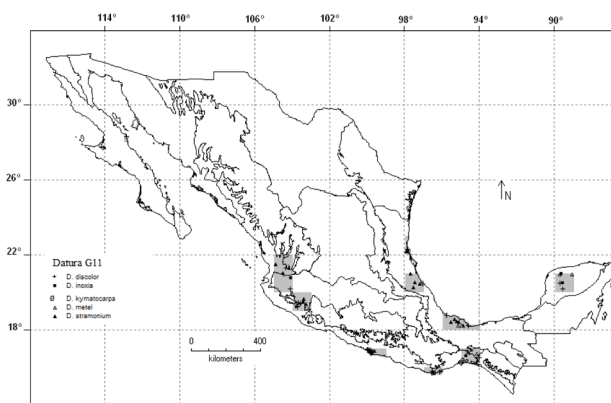 114° 110° 106° 102° 98° 94° 90°
30°
26°
N
22°
Datura G11
D. discolor
D. inoxia
D. kymatocarpa
D. metel
D. stramonium
18°
0 400
kilometers